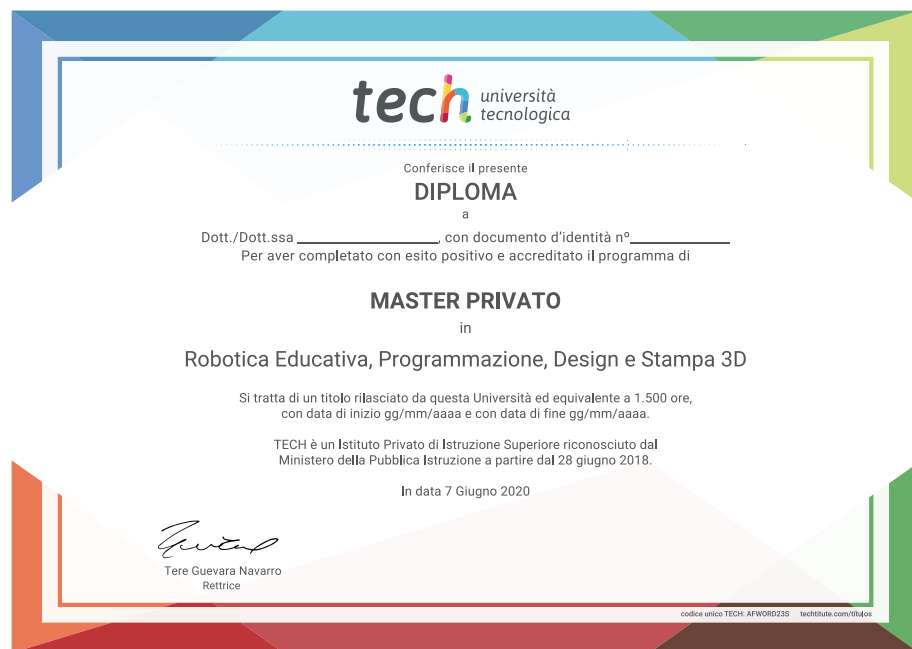 tech università
tecnologica
Conferisce il presente
DIPLOMA
a
Dott./Dott.ssa _______________, con documento d'identità nº___________
Per aver completato con esito positivo e accreditato il programma di
MASTER PRIVATO
in
Robotica Educativa, Programmazione, Design e Stampa 3D
Si tratta di un titolo rilasciato da questa Università ed equivalente a 1.500 ore,
con data di inizio gg/mm/aaaa e con data di fine gg/mm/aaaa.
TECH è un Istituto Privato di Istruzione Superiore riconosciuto dal
Ministero della Pubblica Istruzione a partire dal 28 giugno 2018.
In data 7 Giugno 2020
Tere Guevara Navarro
Rettrice
codice unico TECH: AFWORD23S techtitute.com/títulos